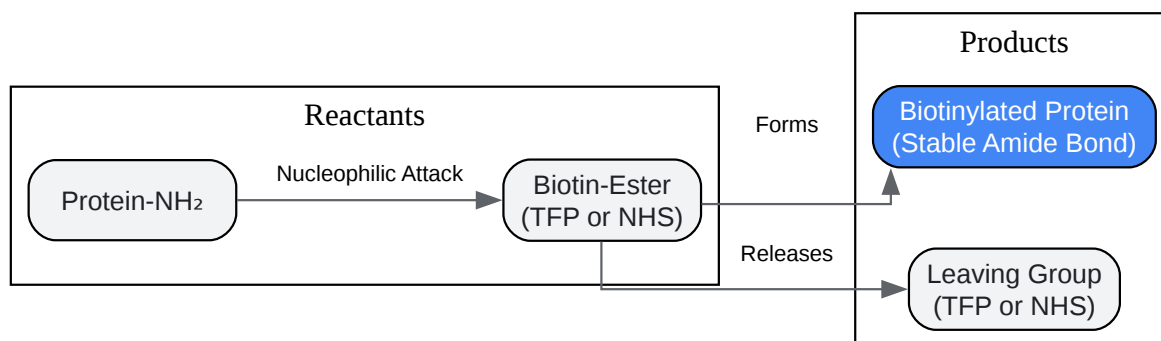 Reactants
Protein-NH₂
Nucleophilic Attack
Biotin-Ester
(TFP or NHS)
Forms
Releases
Products
Biotinylated Protein
(Stable Amide Bond)
Leaving Group
(TFP or NHS)